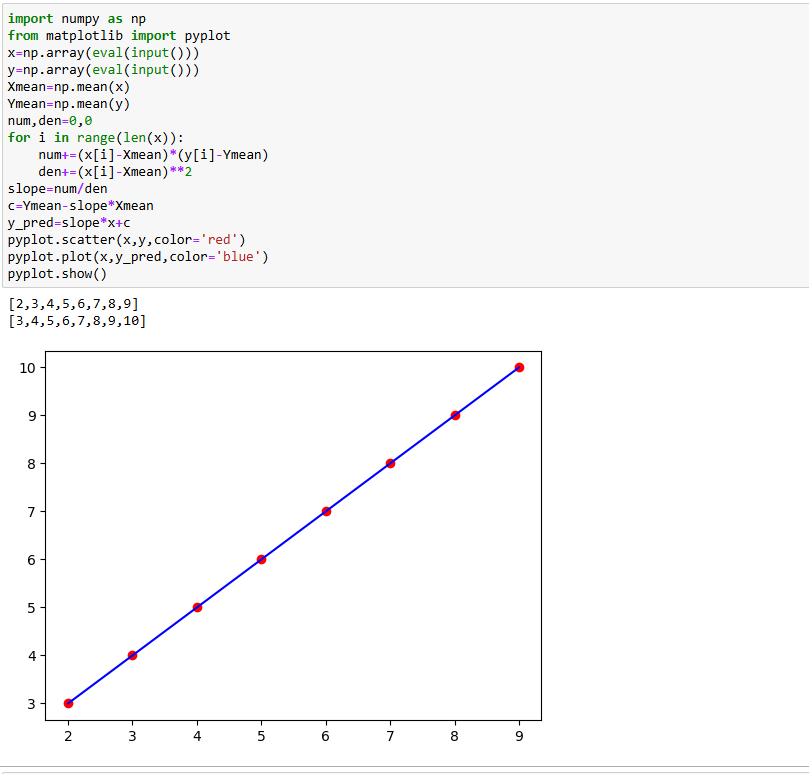 import numpy as np
from matplotlib import pyplot
x=np.array(eval(input()))
y=np.array(eval(input()))
Xmean=np.mean(x)
Ymean=np.mean(y)
num,den=0,0
for i in range(len(x)):
    num+=(x[i]-Xmean)*(y[i]-Ymean)
    den+=(x[i]-Xmean)**2
slope=num/den
c=Ymean-slope*Xmean
y_pred=slope*x+c
pyplot.scatter(x,y,color='red')
pyplot.plot(x,y_pred,color='blue')
pyplot.show()
[2,3,4,5,6,7,8,9]
[3,4,5,6,7,8,9,10]
10
9
8
7
6
5
4
3
2 3 4 5 6 7 8 9